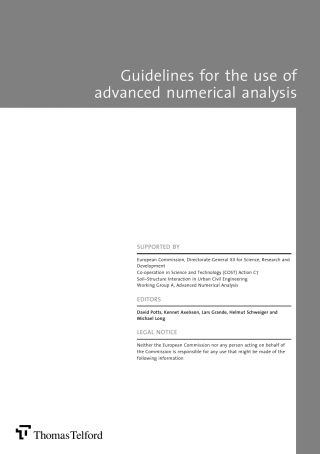 Guidelines for the use of
advanced numerical analysis
SUPPORTED BY
European Commission, Directorate-General XII for Science, Research and
Development
Co-operation in Science and Technology (COST) Action C7
Soil–Structure Interaction in Urban Civil Engineering
Working Group A, Advanced Numerical Analysis
EDITORS
David Potts, Kennet Axelsson, Lars Grande, Helmut Schweiger and
Michael Long
LEGAL NOTICE
Neither the European Commission nor any person acting on behalf of
the Commission is responsible for any use that might be made of the
following information
Thomas Telford